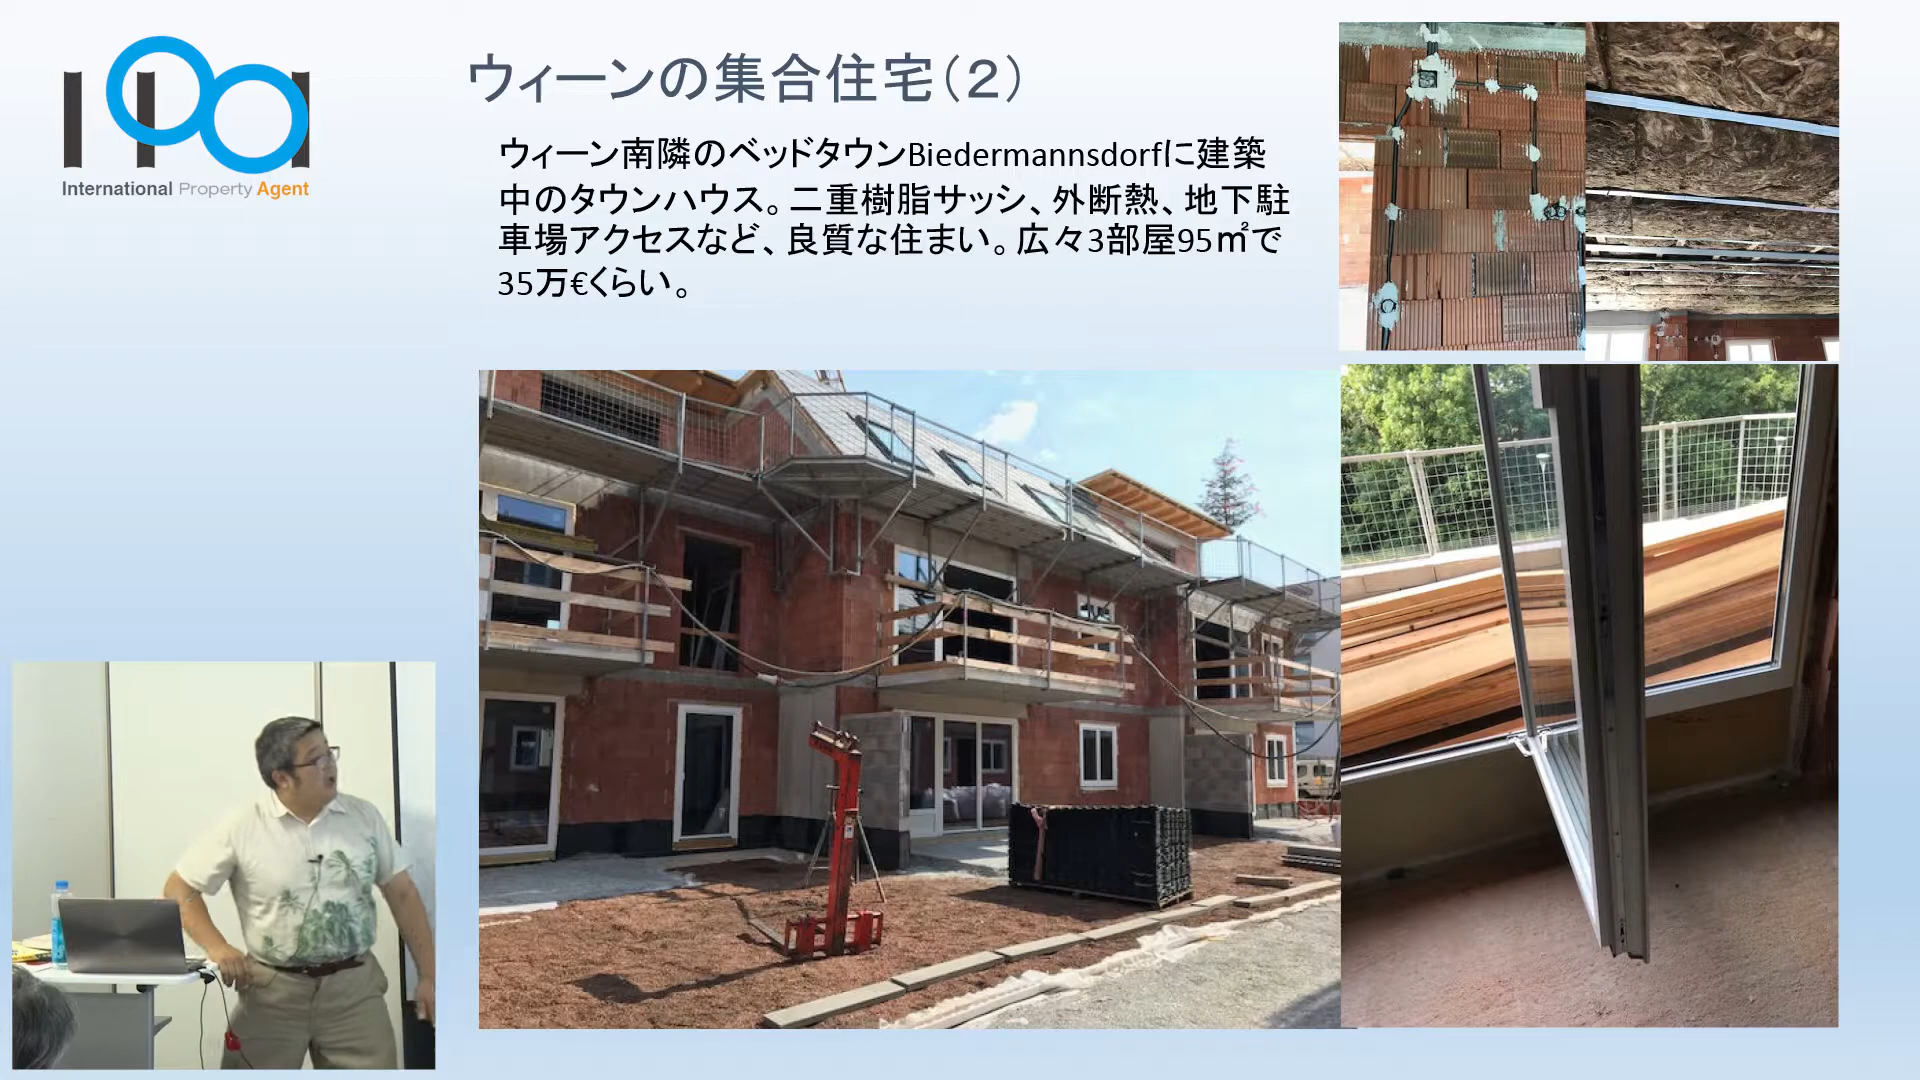 IPA
International Property Agent
ウィーンの集合住宅（２）
ウィーン南隣のベッドタウンBiedermannsdorfに建築
中のタウンハウス。二重樹脂サッシ、外断熱、地下駐
車場アクセスなど、良質な住まい。広々3部屋95㎡で
35万€くらい。